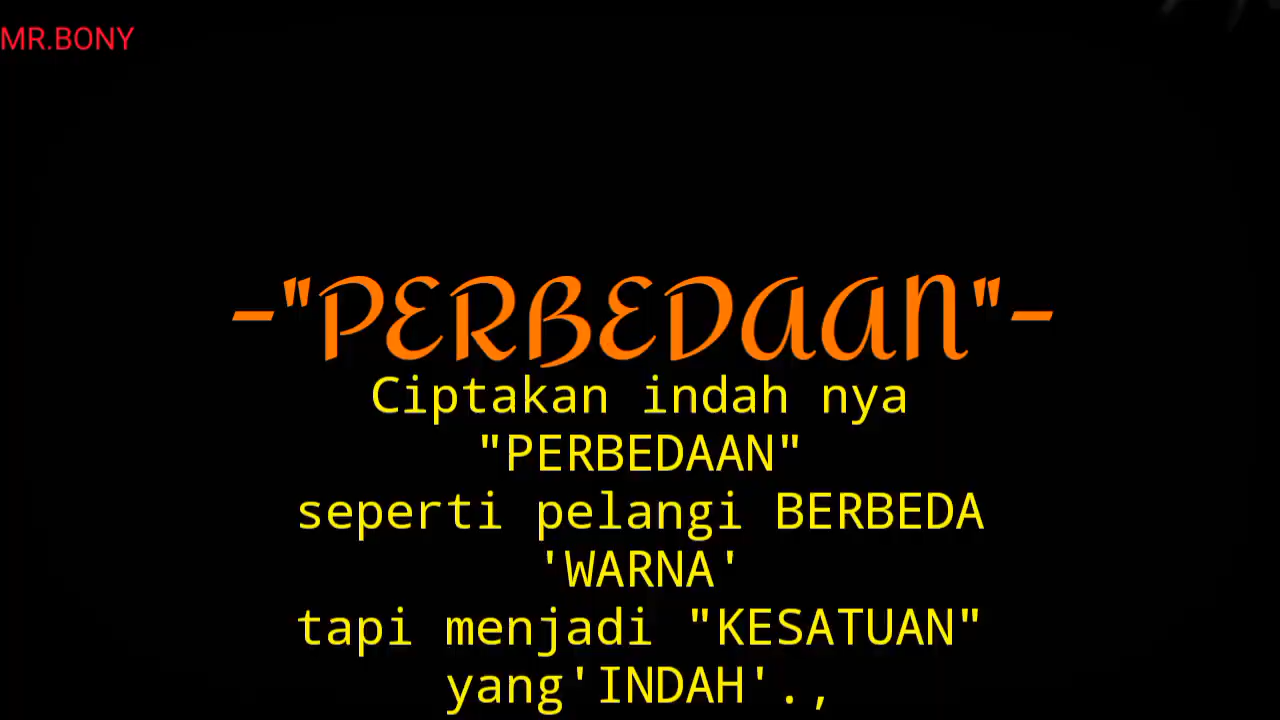 MR.BONY
-"PERBEDAAN"-
Ciptakan indah nya
"PERBEDAAN"
seperti pelangi BERBEDA
'WARNA'
tapi menjadi "KESATUAN"
yang'INDAH'.,